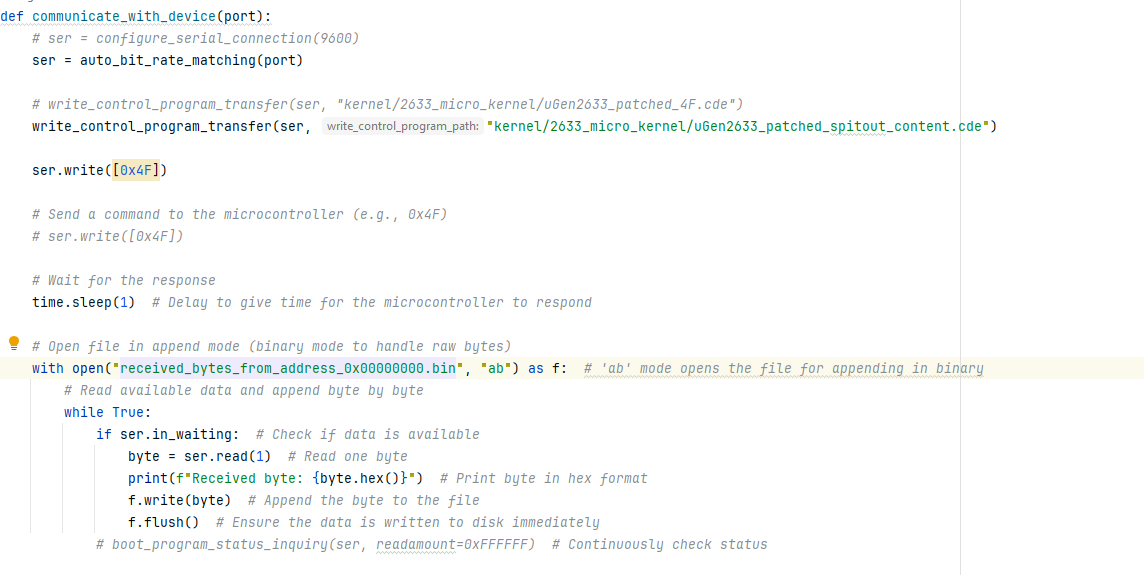 def communicate_with_device(port):
    # ser = configure_serial_connection(9600)
    ser = auto_bit_rate_matching(port)

    # write_control_program_transfer(ser, "kernel/2633_micro_kernel/uGen2633_patched_4F.cde")
    write_control_program_transfer(ser, write_control_program_path: "kernel/2633_micro_kernel/uGen2633_patched_spitout_content.cde")

    ser.write([0x4F])

    # Send a command to the microcontroller (e.g., 0x4F)
    # ser.write([0x4F])

    # Wait for the response
    time.sleep(1)  # Delay to give time for the microcontroller to respond

    # Open file in append mode (binary mode to handle raw bytes)
    with open("received_bytes_from_address_0x00000000.bin", "ab") as f:  # 'ab' mode opens the file for appending in binary
        # Read available data and append byte by byte
        while True:
            if ser.in_waiting:  # Check if data is available
                byte = ser.read(1)  # Read one byte
                print(f"Received byte: {byte.hex()}")  # Print byte in hex format
                f.write(byte)  # Append the byte to the file
                f.flush()  # Ensure the data is written to disk immediately
            # boot_program_status_inquiry(ser, readamount=0xFFFFFF)  # Continuously check status